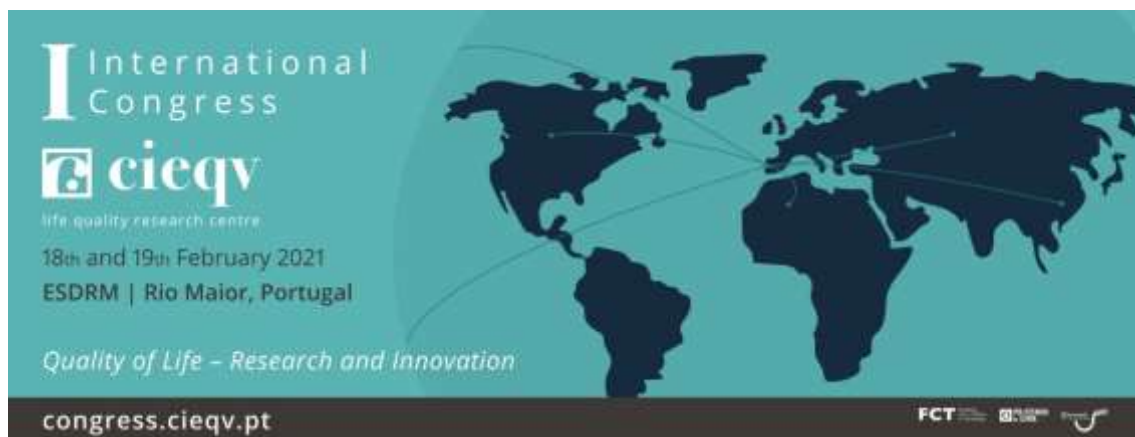 I International
Congress
cieqv
life quality research centre
18th and 19th February 2021
ESDRM | Rio Maior, Portugal
Quality of Life – Research and Innovation
congress.cieqv.pt
FCT